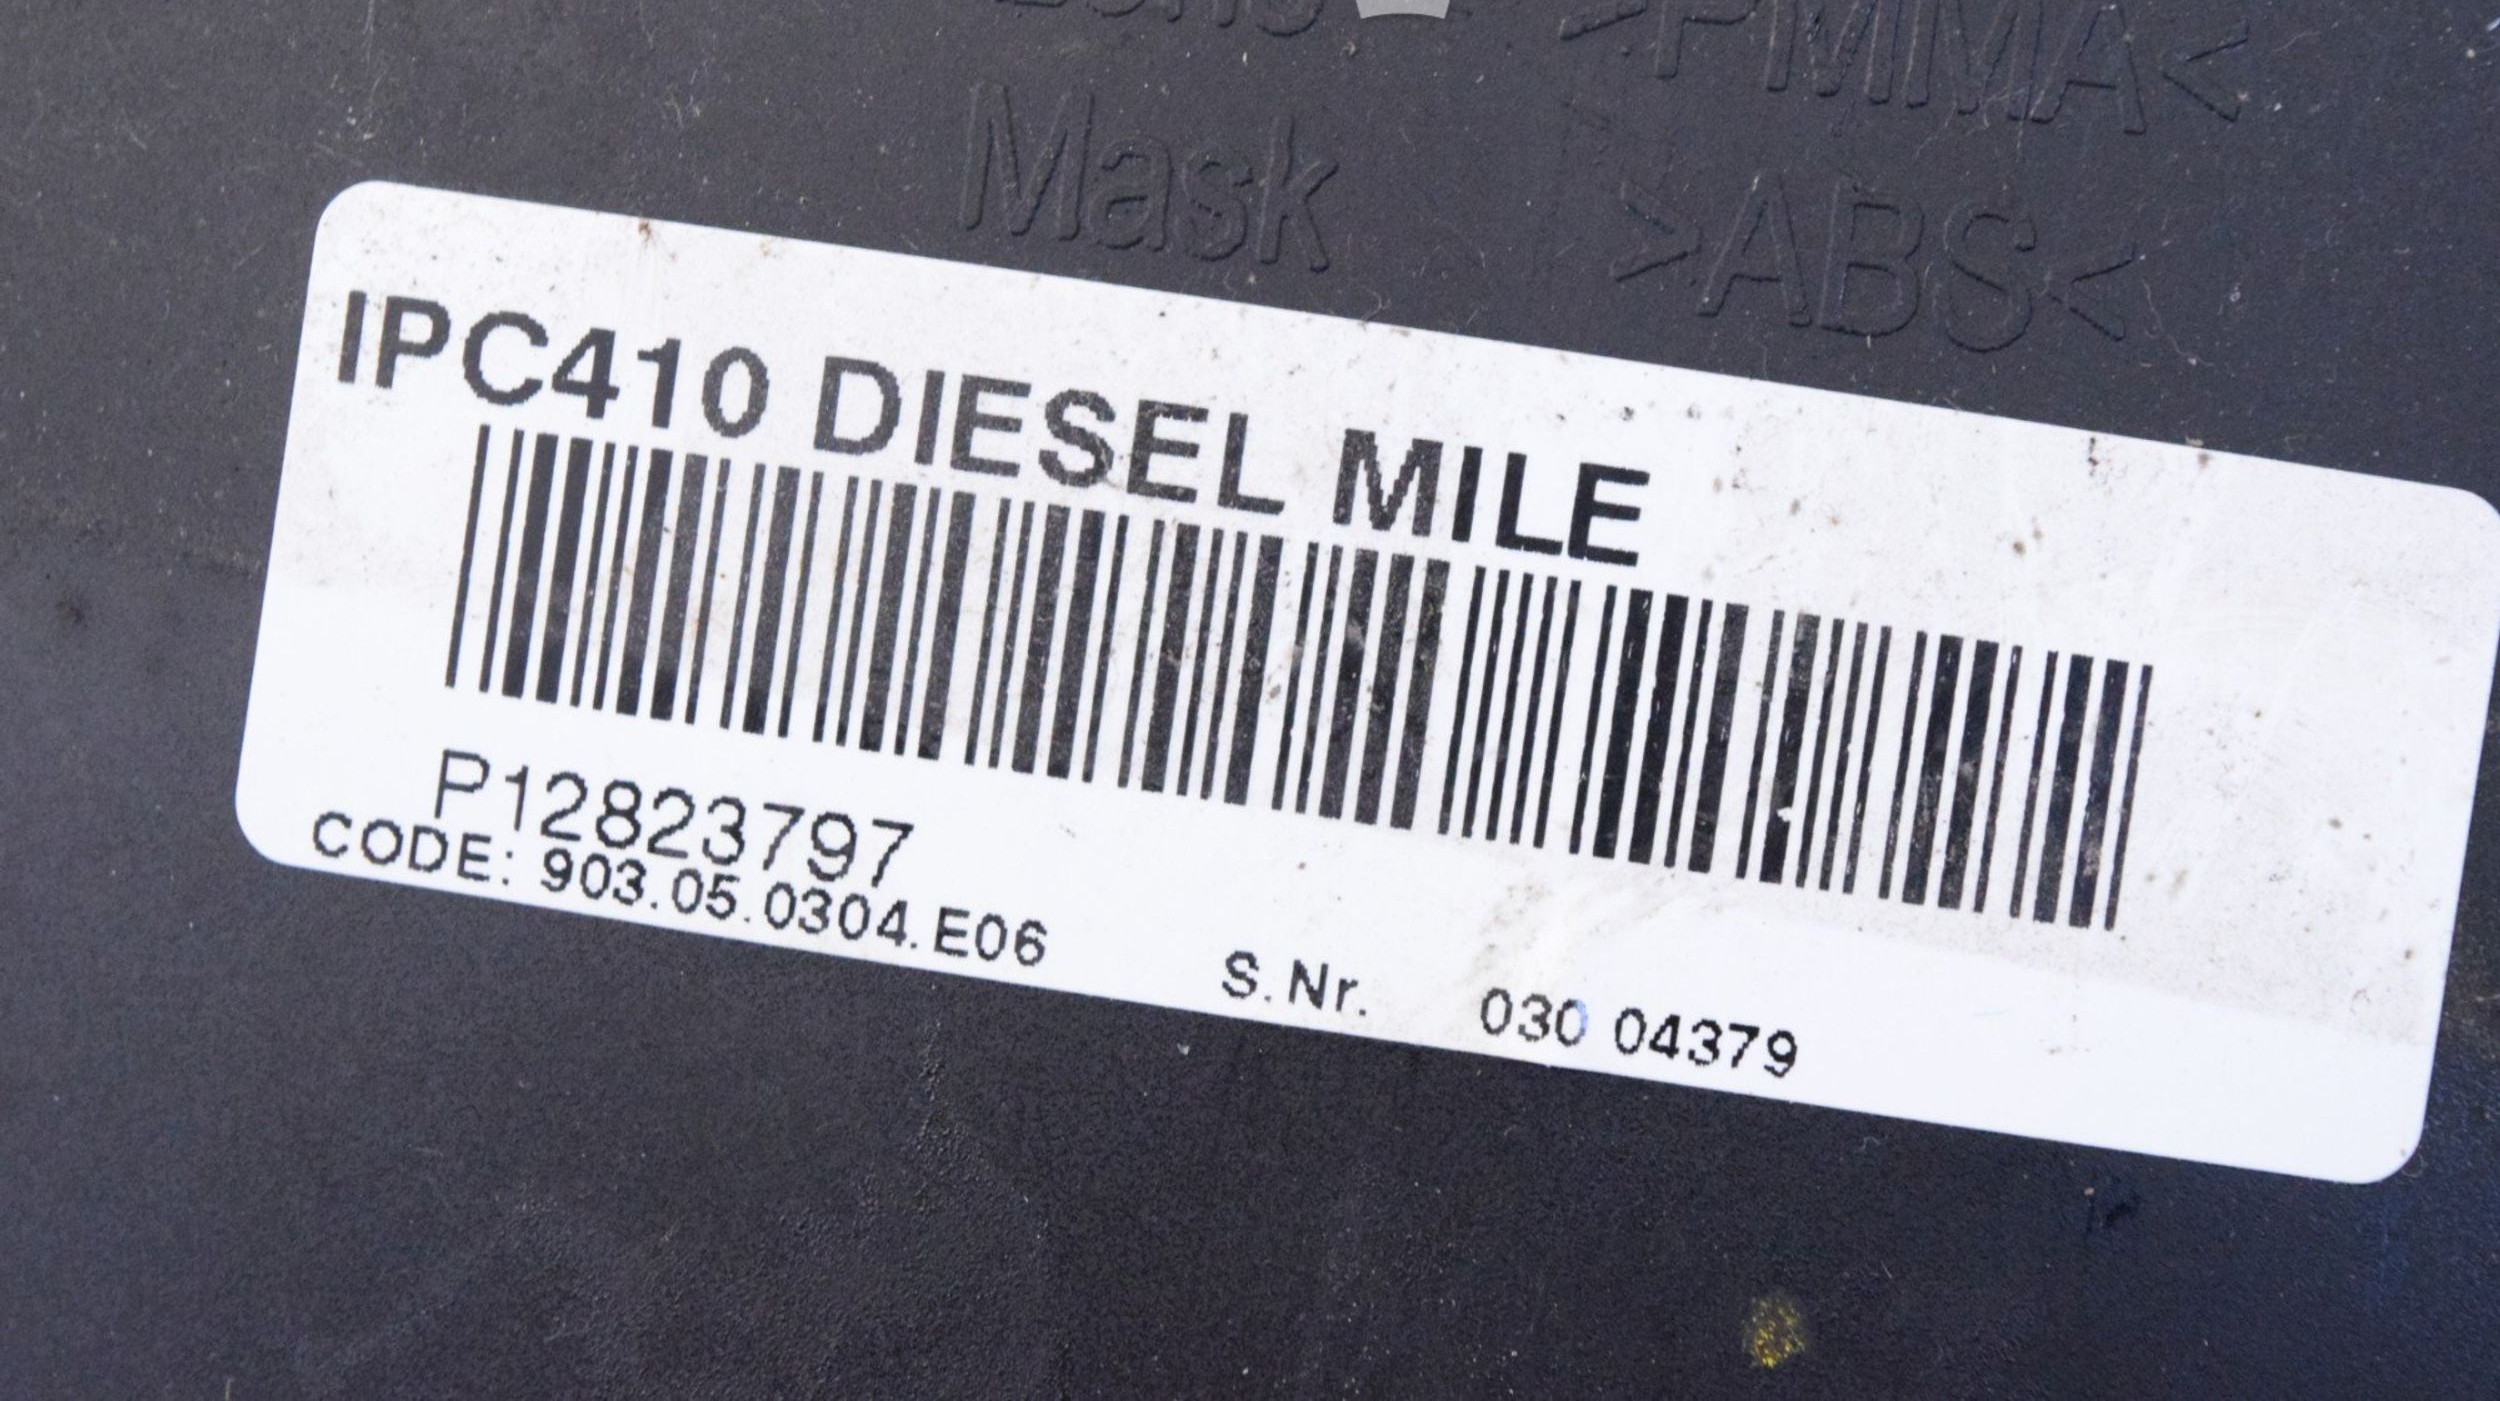 >PMMA<
Mask >ABS<
IPC410 DIESEL MILE
P12823797
CODE: 903.05.0304.E06 S.Nr. 030 04379